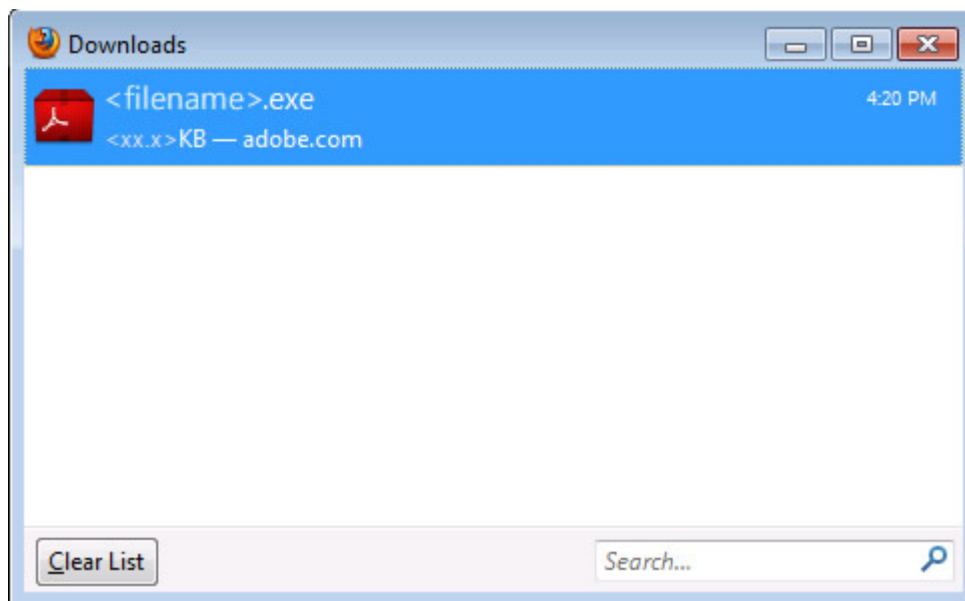 Downloads
<filename>.exe
4:20 PM
<xx.x>KB — adobe.com
Clear List
Search...